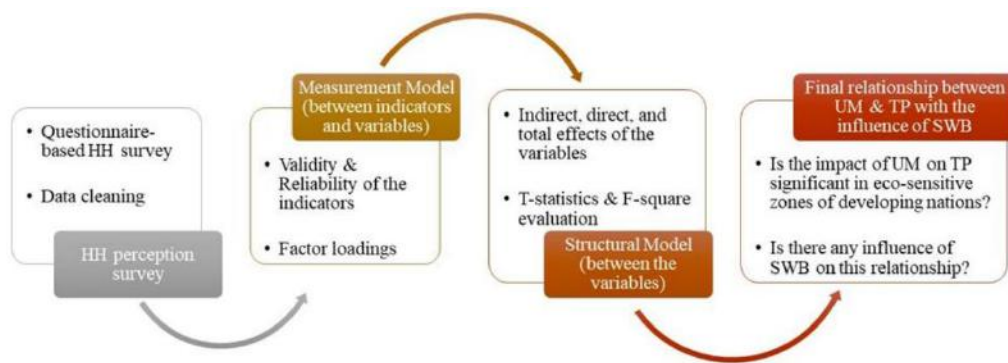 • Questionnaire-
based HH survey
• Data cleaning
HH perception
survey
Measurement Model
(between indicators
and variables)
• Validity &
Reliability of the
indicators
• Factor loadings
• Indirect, direct, and
total effects of the
variables
• T-statistics & F-square
evaluation
Structural Model
(between the
variables)
Final relationship between
UM & TP with the
influence of SWB
• Is the impact of UM on TP
significant in eco-sensitive
zones of developing nations?
• Is there any influence of
SWB on this relationship?